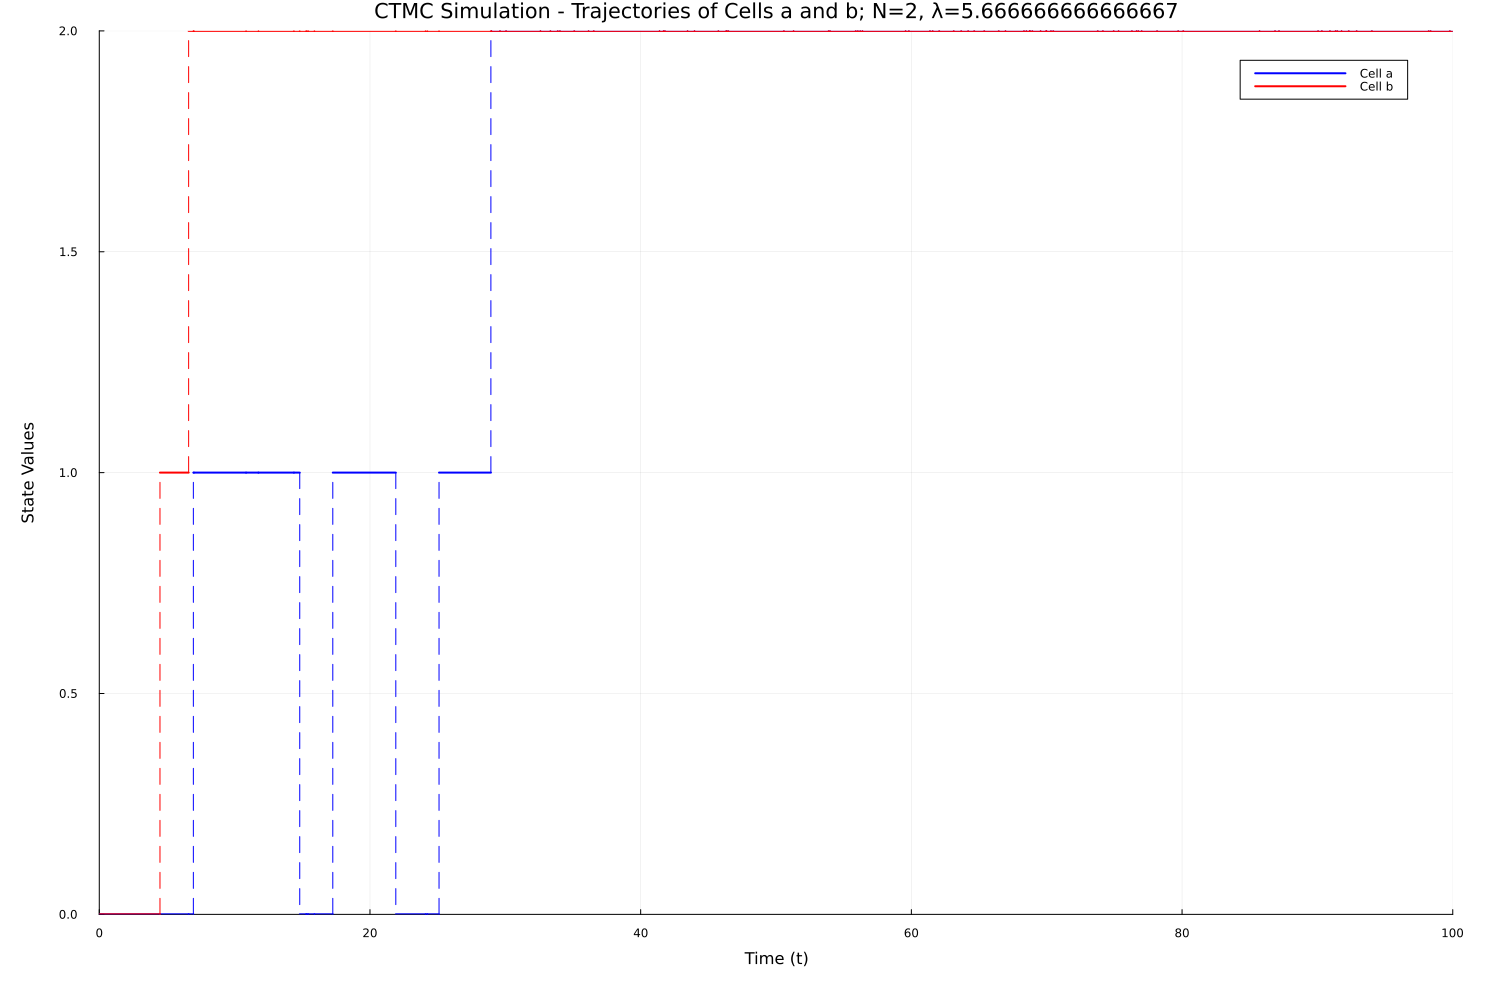 CTMC Simulation - Trajectories of Cells a and b; N=2, λ=5.666666666666667
2.0
Cell a
Cell b
1.5
1.0
State Values
0.5
0.0
0 20 40 60 80 100
Time (t)